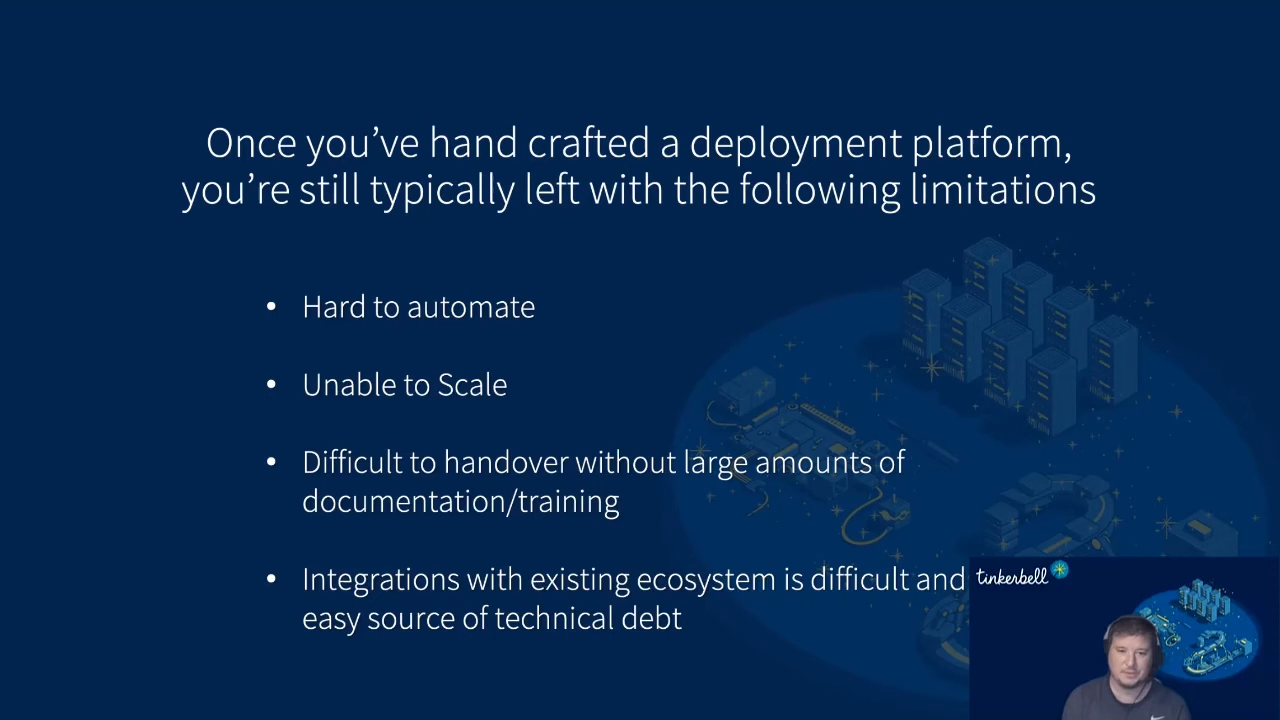 Once you’ve hand crafted a deployment platform,
you’re still typically left with the following limitations
• Hard to automate
• Unable to Scale
• Difficult to handover without large amounts of
documentation/training
• Integrations with existing ecosystem is difficult and
easy source of technical debt
tinkerbell